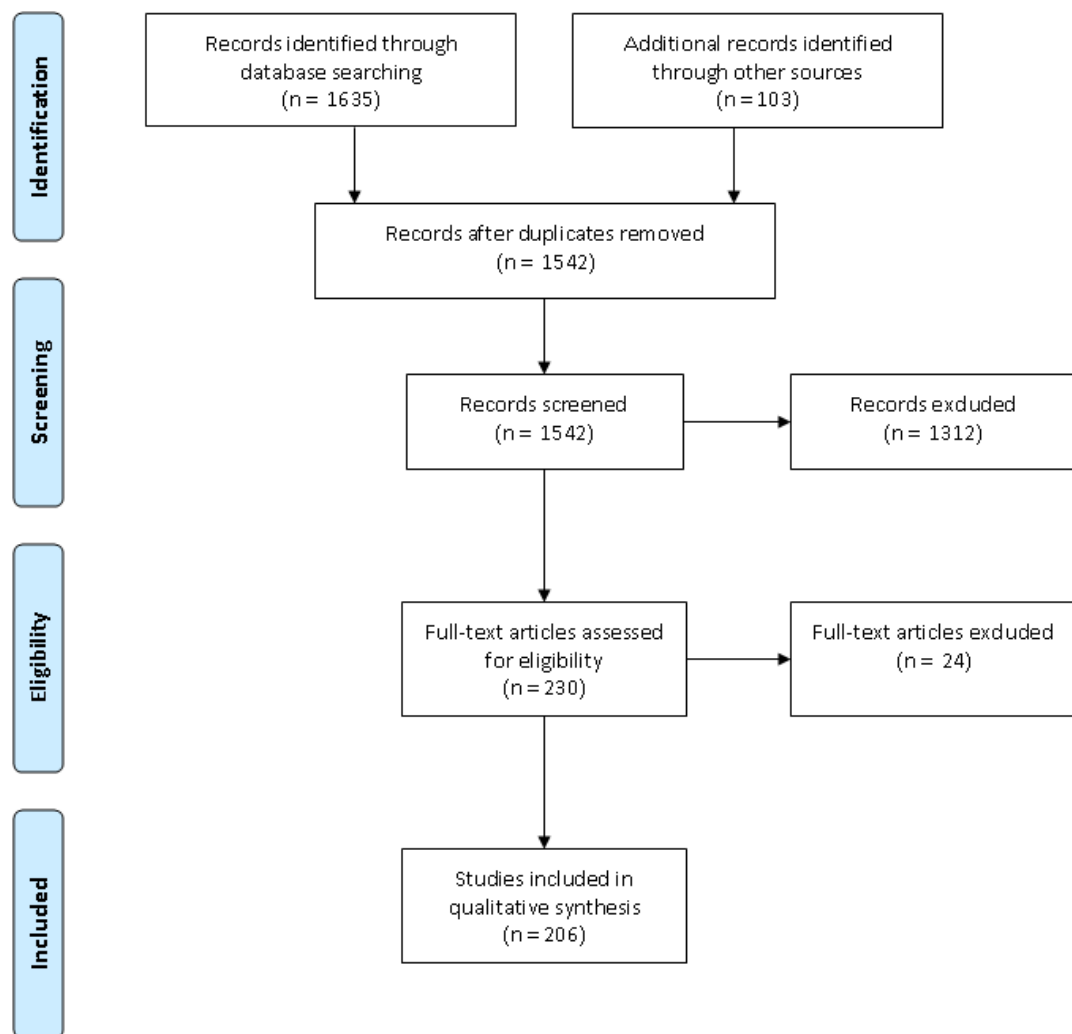 Identification
Records identified through
database searching
(n = 1635)
Additional records identified
through other sources
(n = 103)
Records after duplicates removed
(n = 1542)
Screening
Records screened
(n = 1542)
Records excluded
(n = 1312)
Eligibility
Full-text articles assessed
for eligibility
(n = 230)
Full-text articles excluded
(n = 24)
Included
Studies included in
qualitative synthesis
(n = 206)